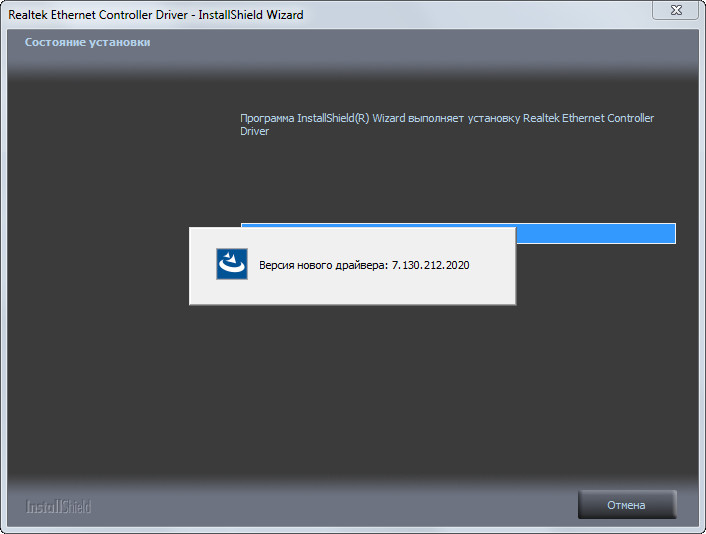 Realtek Ethernet Controller Driver - InstallShield Wizard
Состояние установки
Программа InstallShield(R) Wizard выполняет установку Realtek Ethernet Controller
Driver
Версия нового драйвера: 7.130.212.2020
InstallShield
Отмена